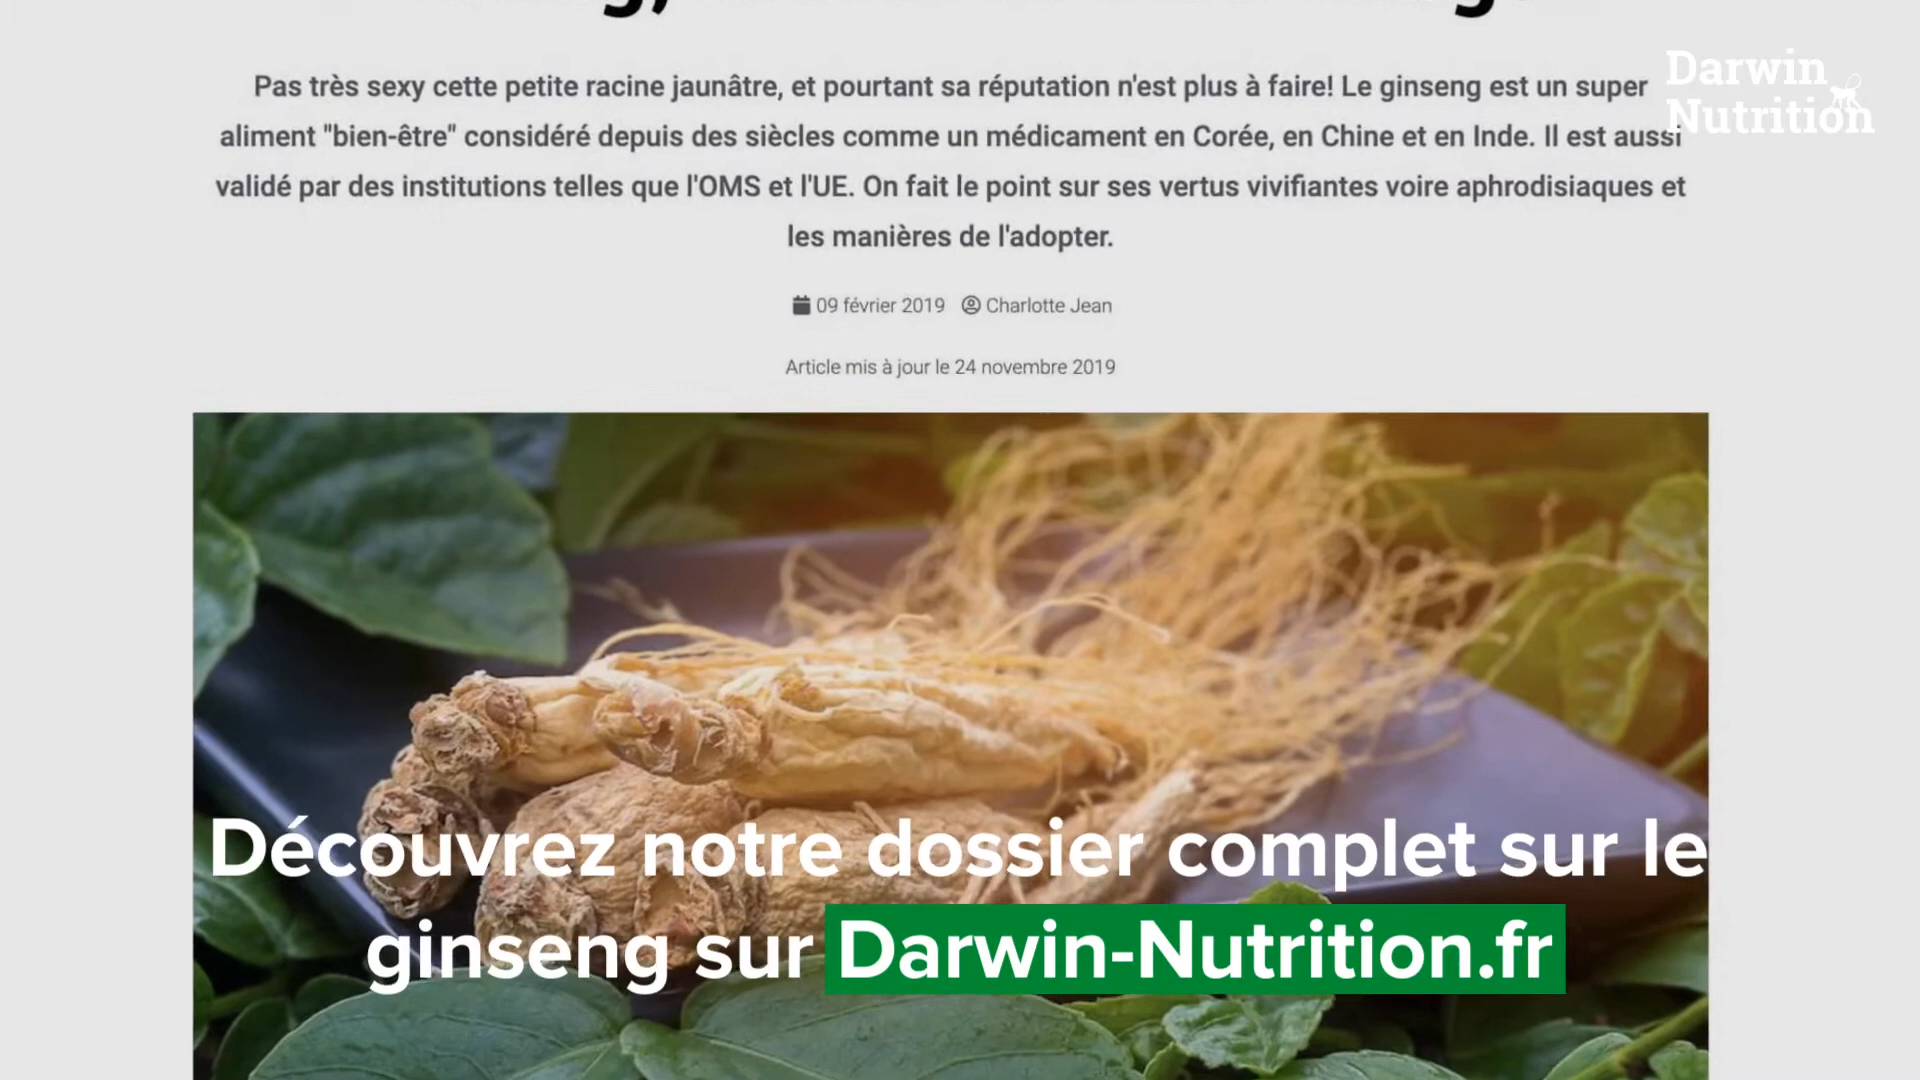 Pas très sexy cette petite racine jaunâtre, et pourtant sa réputation n'est plus à faire! Le ginseng est un super
aliment "bien-être" considéré depuis des siècles comme un médicament en Corée, en Chine et en Inde. Il est aussi
validé par des institutions telles que l'OMS et l'UE. On fait le point sur ses vertus vivifiantes voire aphrodisiaques et
les manières de l'adopter.
Darwin
Nutrition
09 février 2019 Charlotte Jean
Article mis à jour le 24 novembre 2019
Découvrez notre dossier complet sur le
ginseng sur Darwin-Nutrition.fr